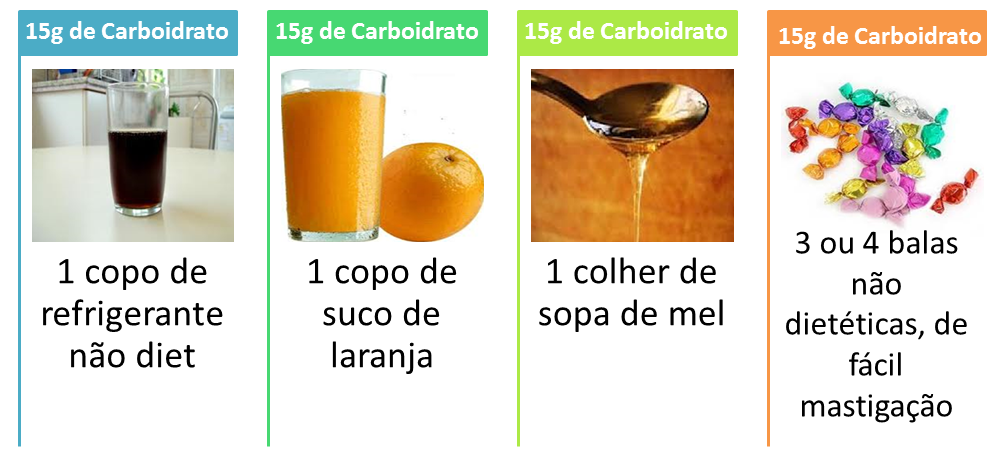 15g de Carboidrato
1 copo de
refrigerante
não diet
15g de Carboidrato
1 copo de
suco de
laranja
15g de Carboidrato
1 colher de
sopa de mel
15g de Carboidrato
3 ou 4 balas
não
dietéticas, de
fácil
mastigação